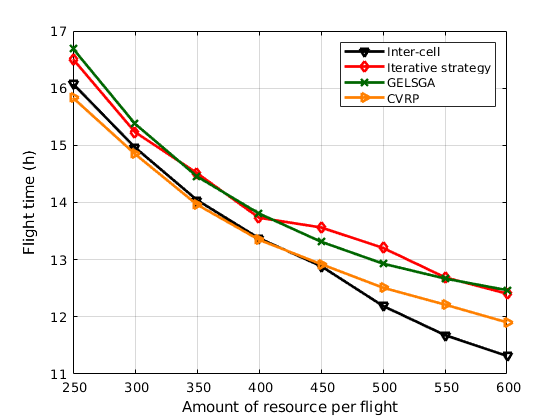 17
16
15
14
13
12
11
Flight time (h)
Inter-cell
Iterative strategy
GELSGA
CVRP
250 300 350 400 450 500 550 600
Amount of resource per flight